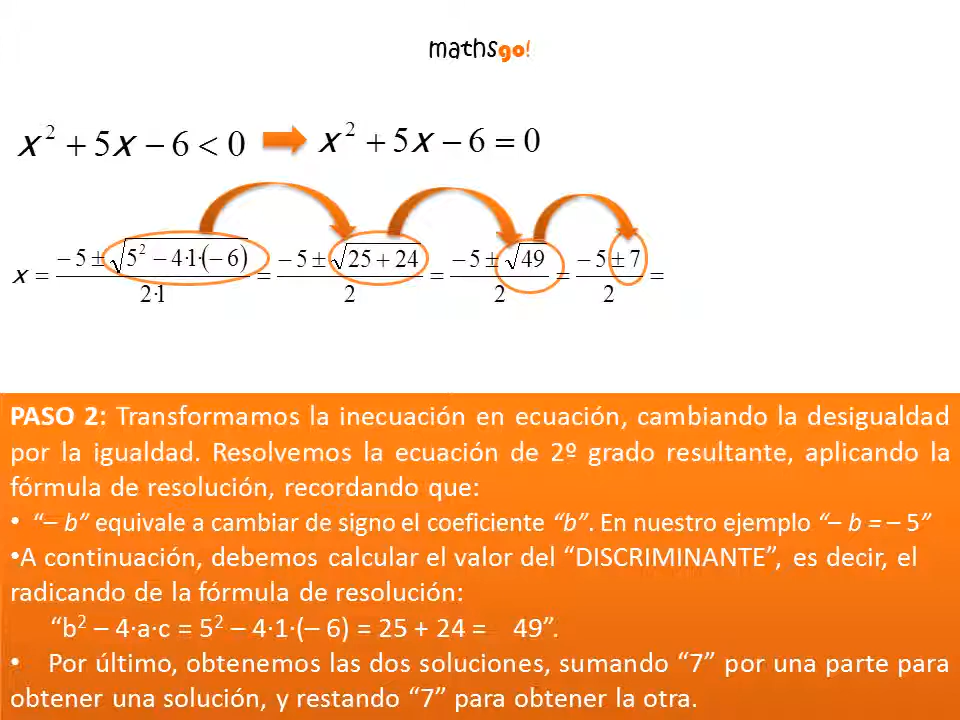 mathsgo!
x² + 5x − 6 < 0 x² + 5x − 6 = 0
x = (−5 ± √(5² − 4·1·(−6))) / (2·1) = (−5 ± √(25 + 24)) / 2 = (−5 ± √49) / 2 = (−5 ± 7) / 2 =
PASO 2: Transformamos la inecuación en ecuación, cambiando la desigualdad
por la igualdad. Resolvemos la ecuación de 2º grado resultante, aplicando la
fórmula de resolución, recordando que:
• “– b” equivale a cambiar de signo el coeficiente “b”. En nuestro ejemplo “– b = – 5”
•A continuación, debemos calcular el valor del “DISCRIMINANTE”, es decir, el
radicando de la fórmula de resolución:
“b² – 4·a·c = 5² – 4·1·(– 6) = 25 + 24 = 49”.
• Por último, obtenemos las dos soluciones, sumando “7” por una parte para
obtener una solución, y restando “7” para obtener la otra.